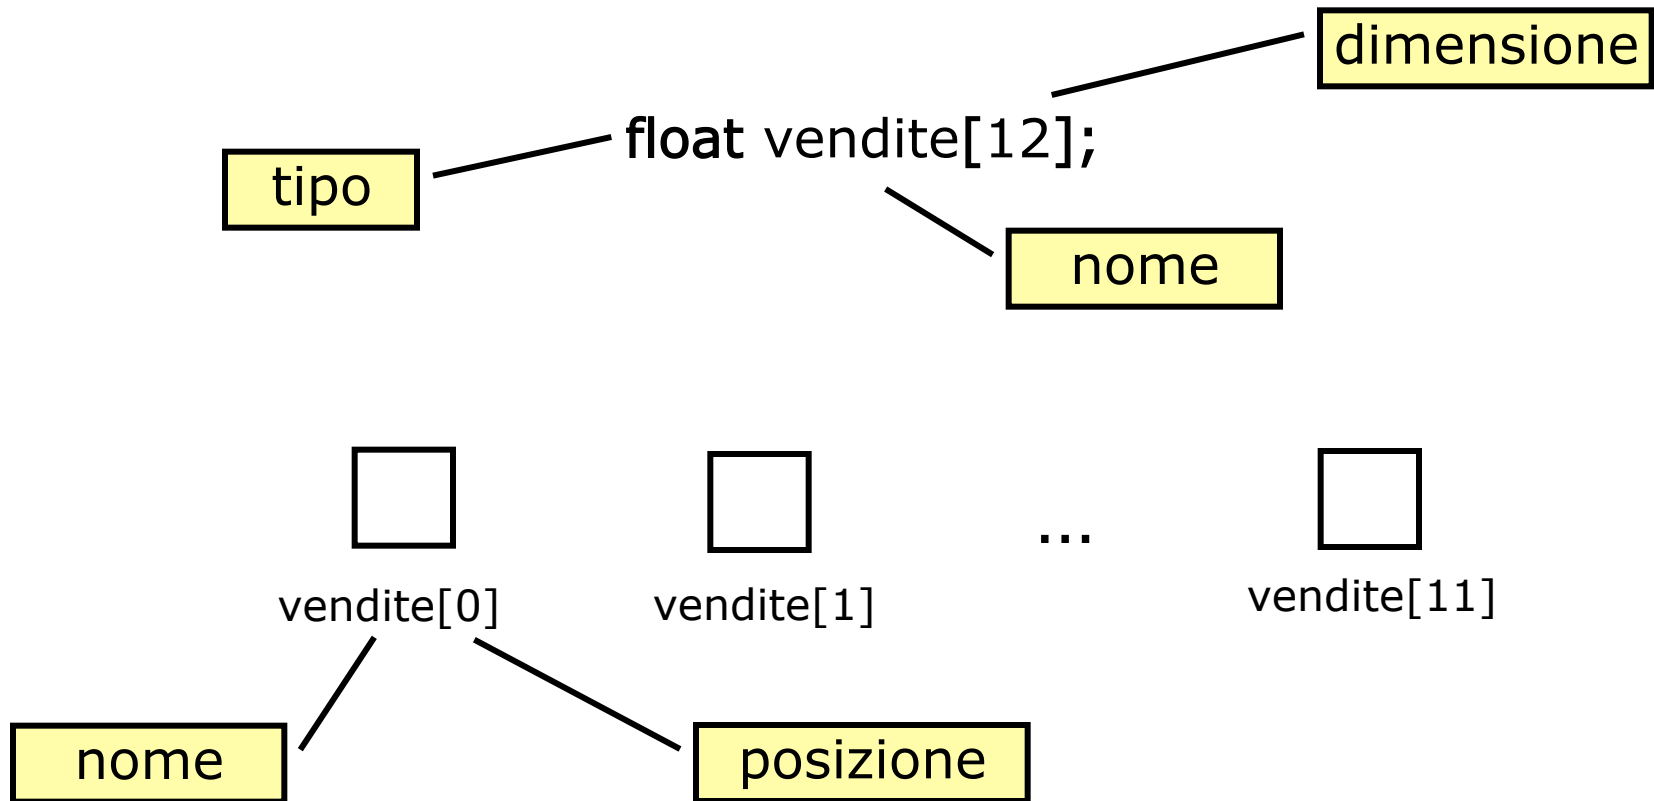 dimensione
float vendite[12];
tipo
nome
...
vendite[0] vendite[1] vendite[11]
nome posizione